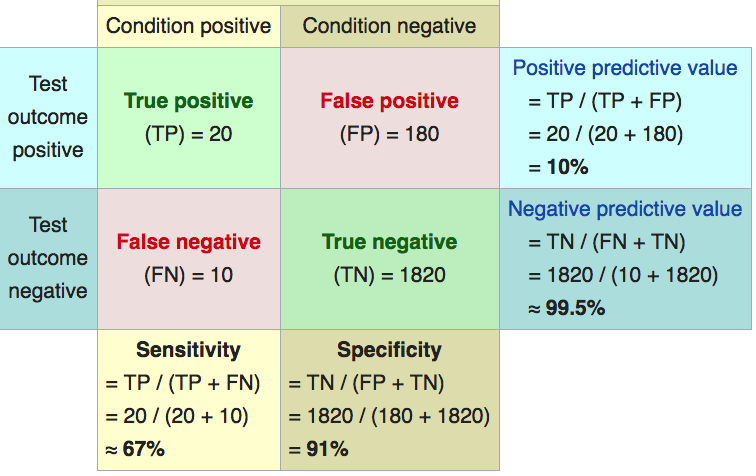 Condition positive
Condition negative
Test
outcome
positive
True positive
(TP) = 20
False positive
(FP) = 180
Positive predictive value
= TP / (TP + FP)
= 20 / (20 + 180)
= 10%
Test
outcome
negative
False negative
(FN) = 10
True negative
(TN) = 1820
Negative predictive value
= TN / (FN + TN)
= 1820 / (10 + 1820)
≈ 99.5%
Sensitivity
= TP / (TP + FN)
= 20 / (20 + 10)
≈ 67%
Specificity
= TN / (FP + TN)
= 1820 / (180 + 1820)
= 91%